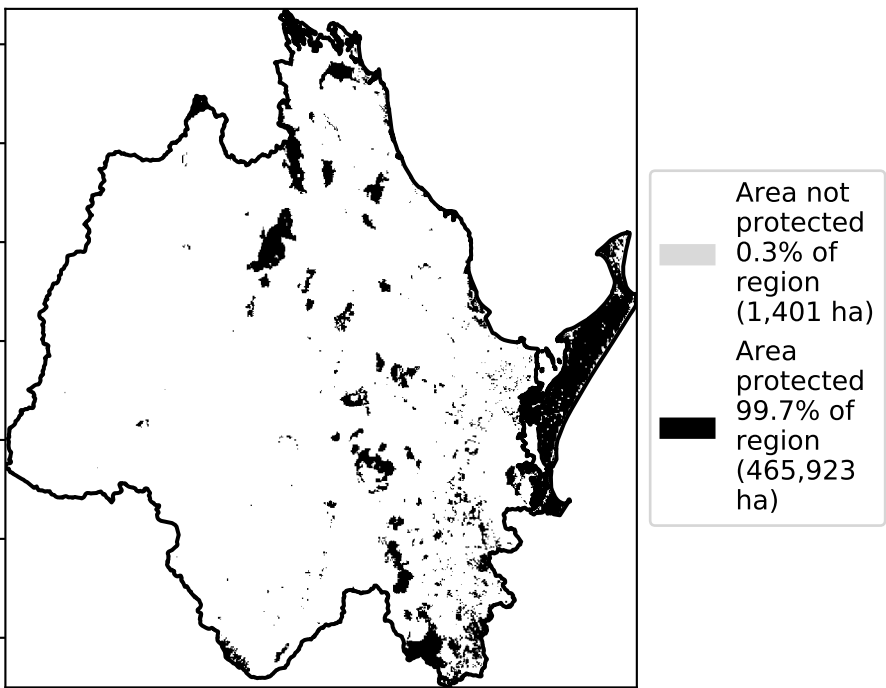 Area not
protected
0.3% of
region
(1,401 ha)
Area
protected
99.7% of
region
(465,923
ha)